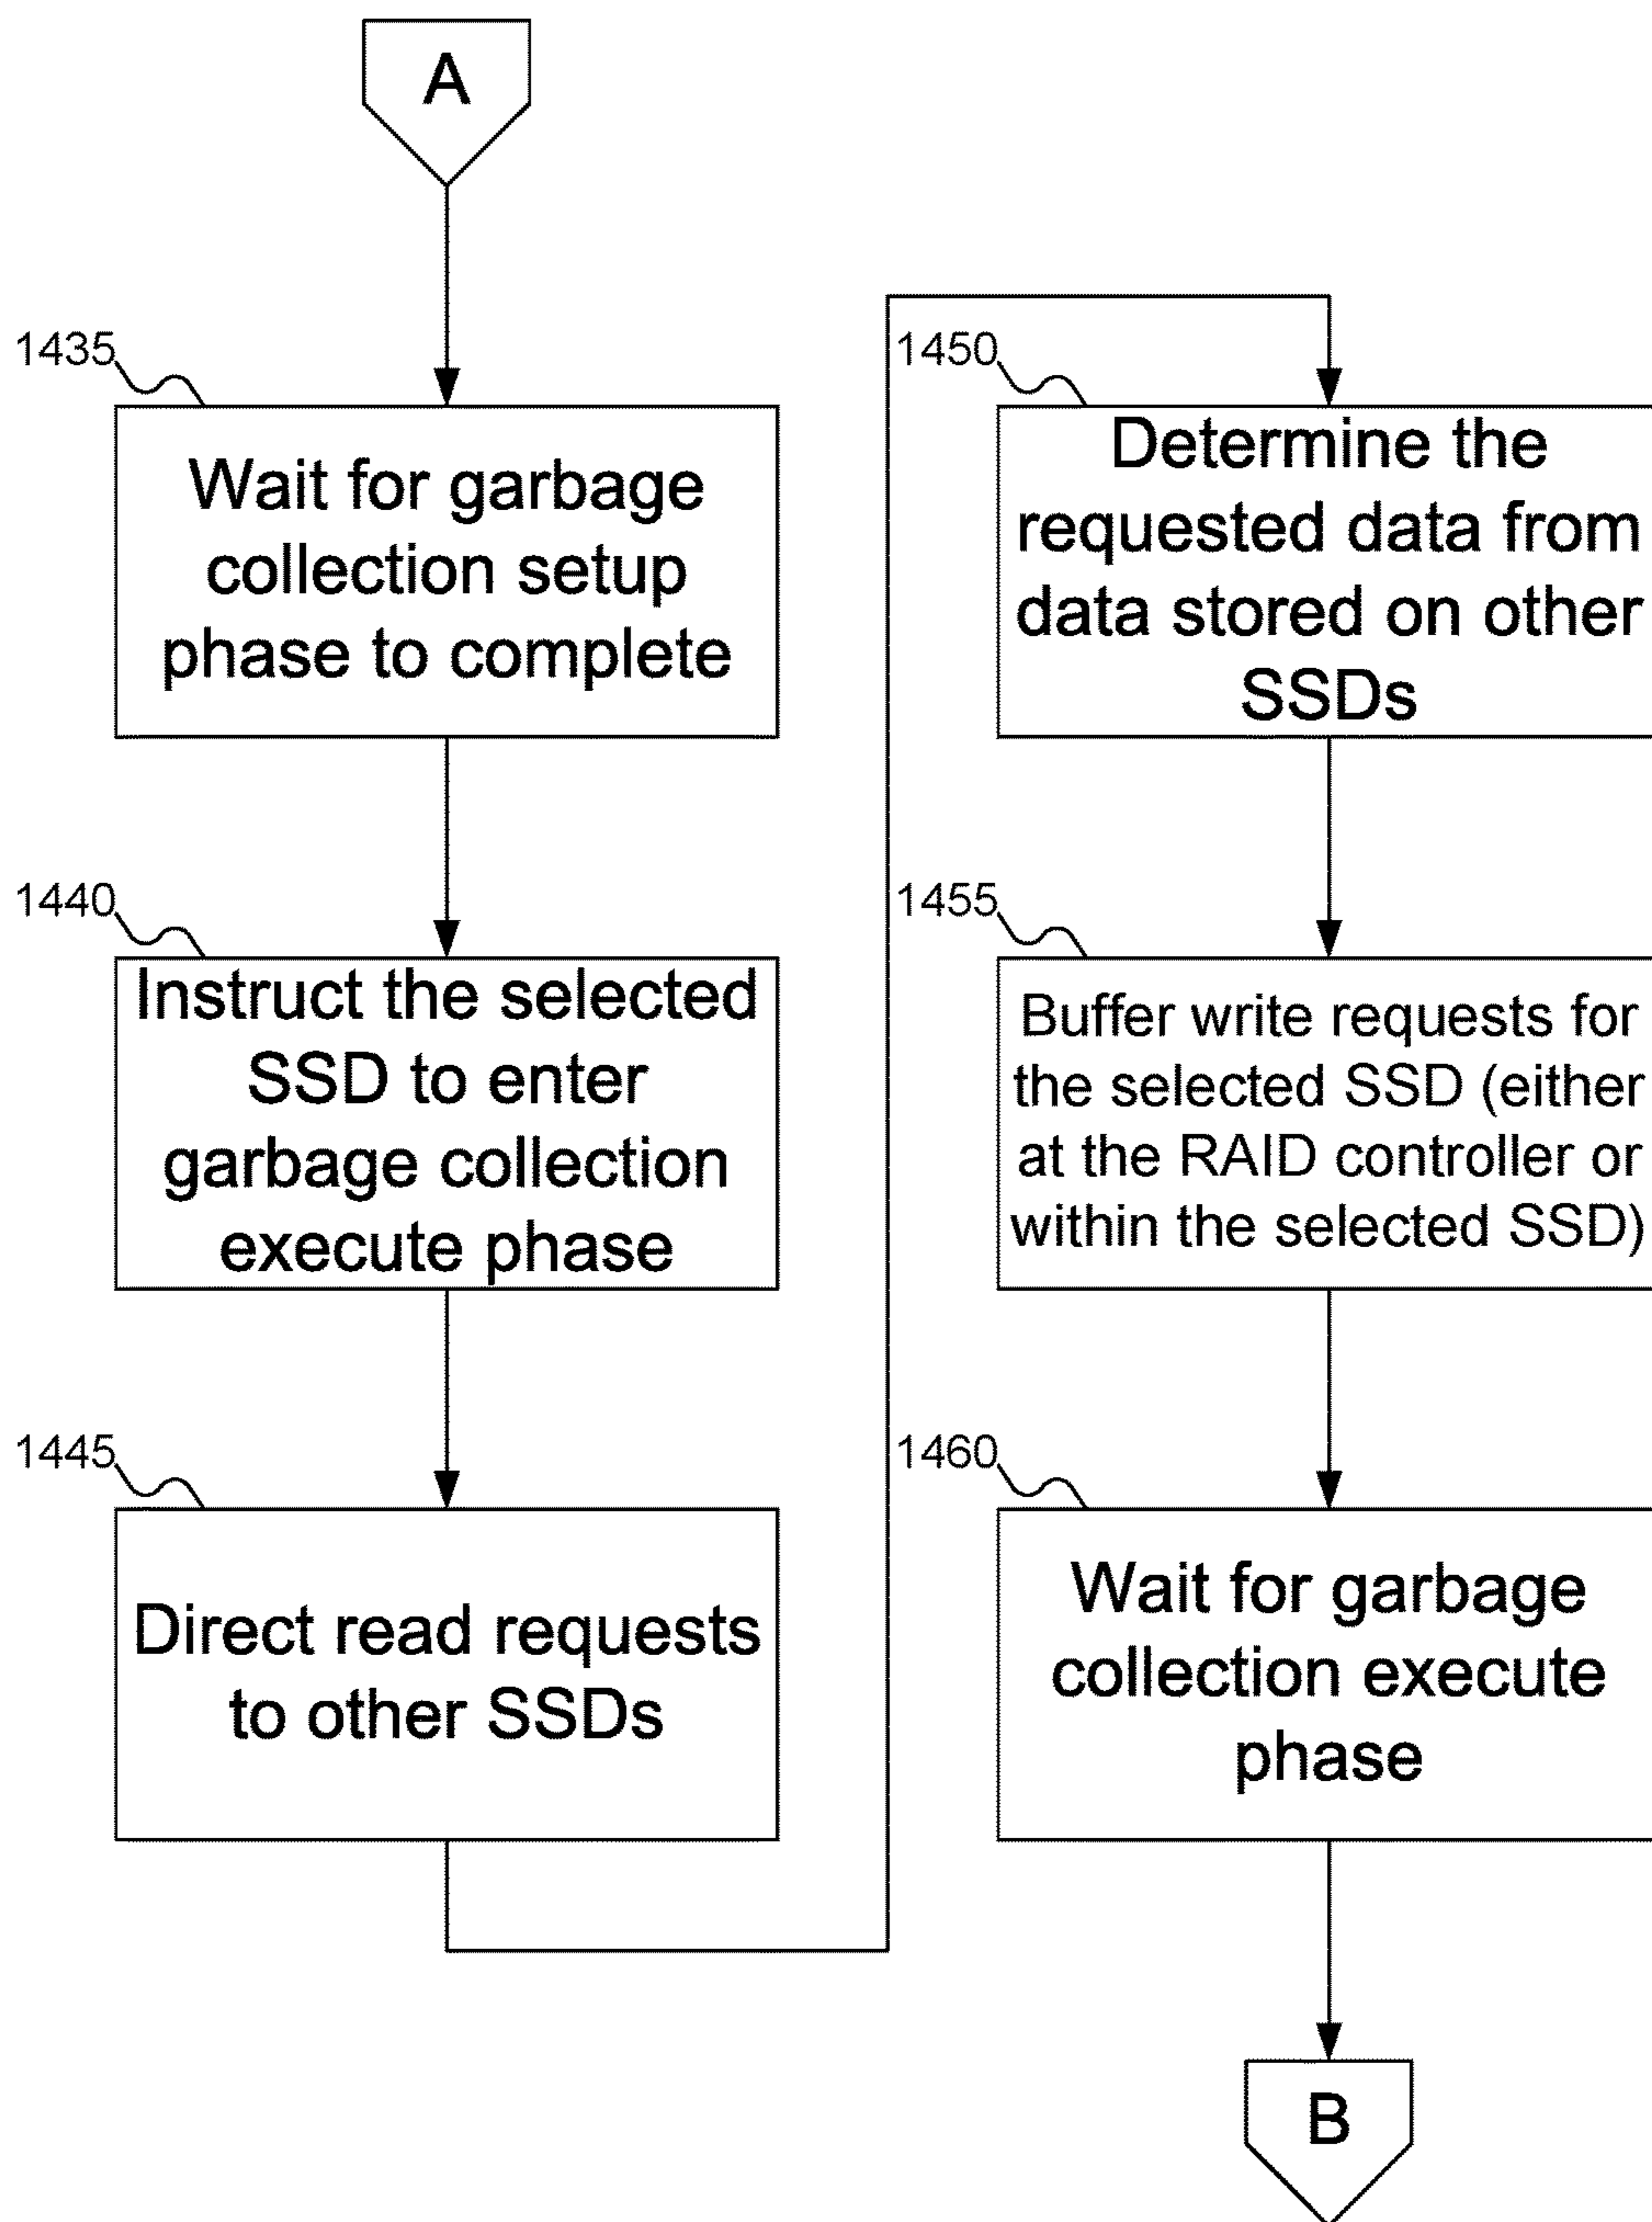 A
1435
Wait for garbage
collection setup
phase to complete
1440
Instruct the selected
SSD to enter
garbage collection
execute phase
1445
Direct read requests
to other SSDs
1450
Determine the
requested data from
data stored on other
SSDs
1455
Buffer write requests for
the selected SSD (either
at the RAID controller or
within the selected SSD)
1460
Wait for garbage
collection execute
phase
B